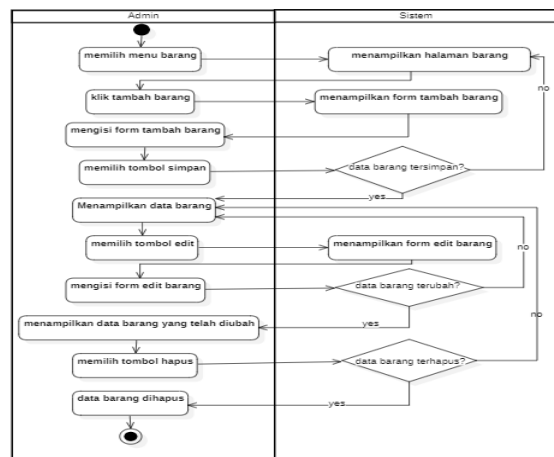 Admin
Sistem
memilih menu barang
menampilkan halaman barang
no
klik tambah barang
menampilkan form tambah barang
mengisi form tambah barang
memilih tombol simpan
data barang tersimpan?
yes
Menampilkan data barang
memilih tombol edit
menampilkan form edit barang
no
mengisi form edit barang
data barang terubah?
no
menampilkan data barang yang telah diubah
yes
memilih tombol hapus
data barang terhapus?
data barang dihapus
yes